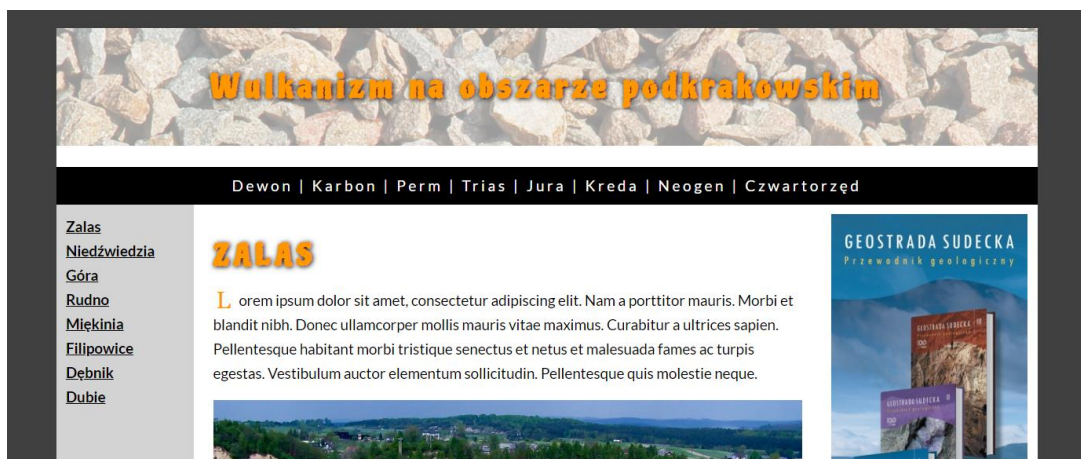 Wulkanizm na obszarze podkrakowskim
Dewon | Karbon | Perm | Trias | Jura | Kreda | Neogen | Czwartorzęd
Zalas
Niedźwiedzia
Góra
Rudno
Miękinia
Filipowice
Dębnik
Dubie
ZALAS
Lorem ipsum dolor sit amet, consectetur adipiscing elit. Nam a porttitor mauris. Morbi et
blandit nibh. Donec ullamcorper mollis mauris vitae maximus. Curabitur a ultrices sapien.
Pellentesque habitant morbi tristique senectus et netus et malesuada fames ac turpis
egestas. Vestibulum auctor elementum sollicitudin. Pellentesque quis molestie neque.
GEOSTRADA SUDECKA
Przewodnik geologiczny
GEOSTRADA SUDECKA
GEOSTRADA SUDECKA